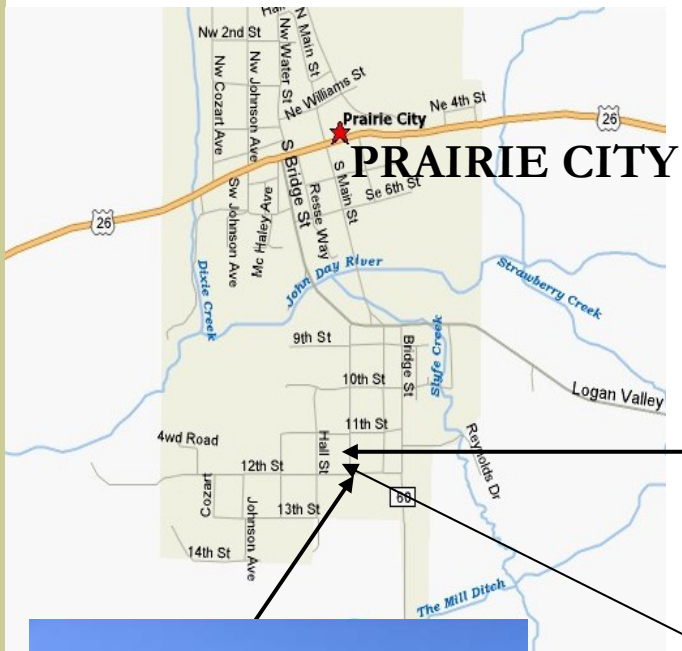 Hall
N Main St
Nw 2nd St
Nw Water St
Nw Cozart Ave
Nw Johnson Ave
Ne Williams St
Ne 4th St
26
Prairie City
PRAIRIE CITY
S Bridge St
S Main St
Se 6th St
Resse Way
Mc Haley Ave
Sw Johnson Ave
26
Dixie Creek
John Day River
Strawberry Creek
9th St
Bridge St
Slyfe Creek
10th St
Logan Valley
11th St
4wd Road
Hall St
Reynolds Dr
12th St
60
Cozart
Johnson Ave
13th St
14th St
The Mill Ditch